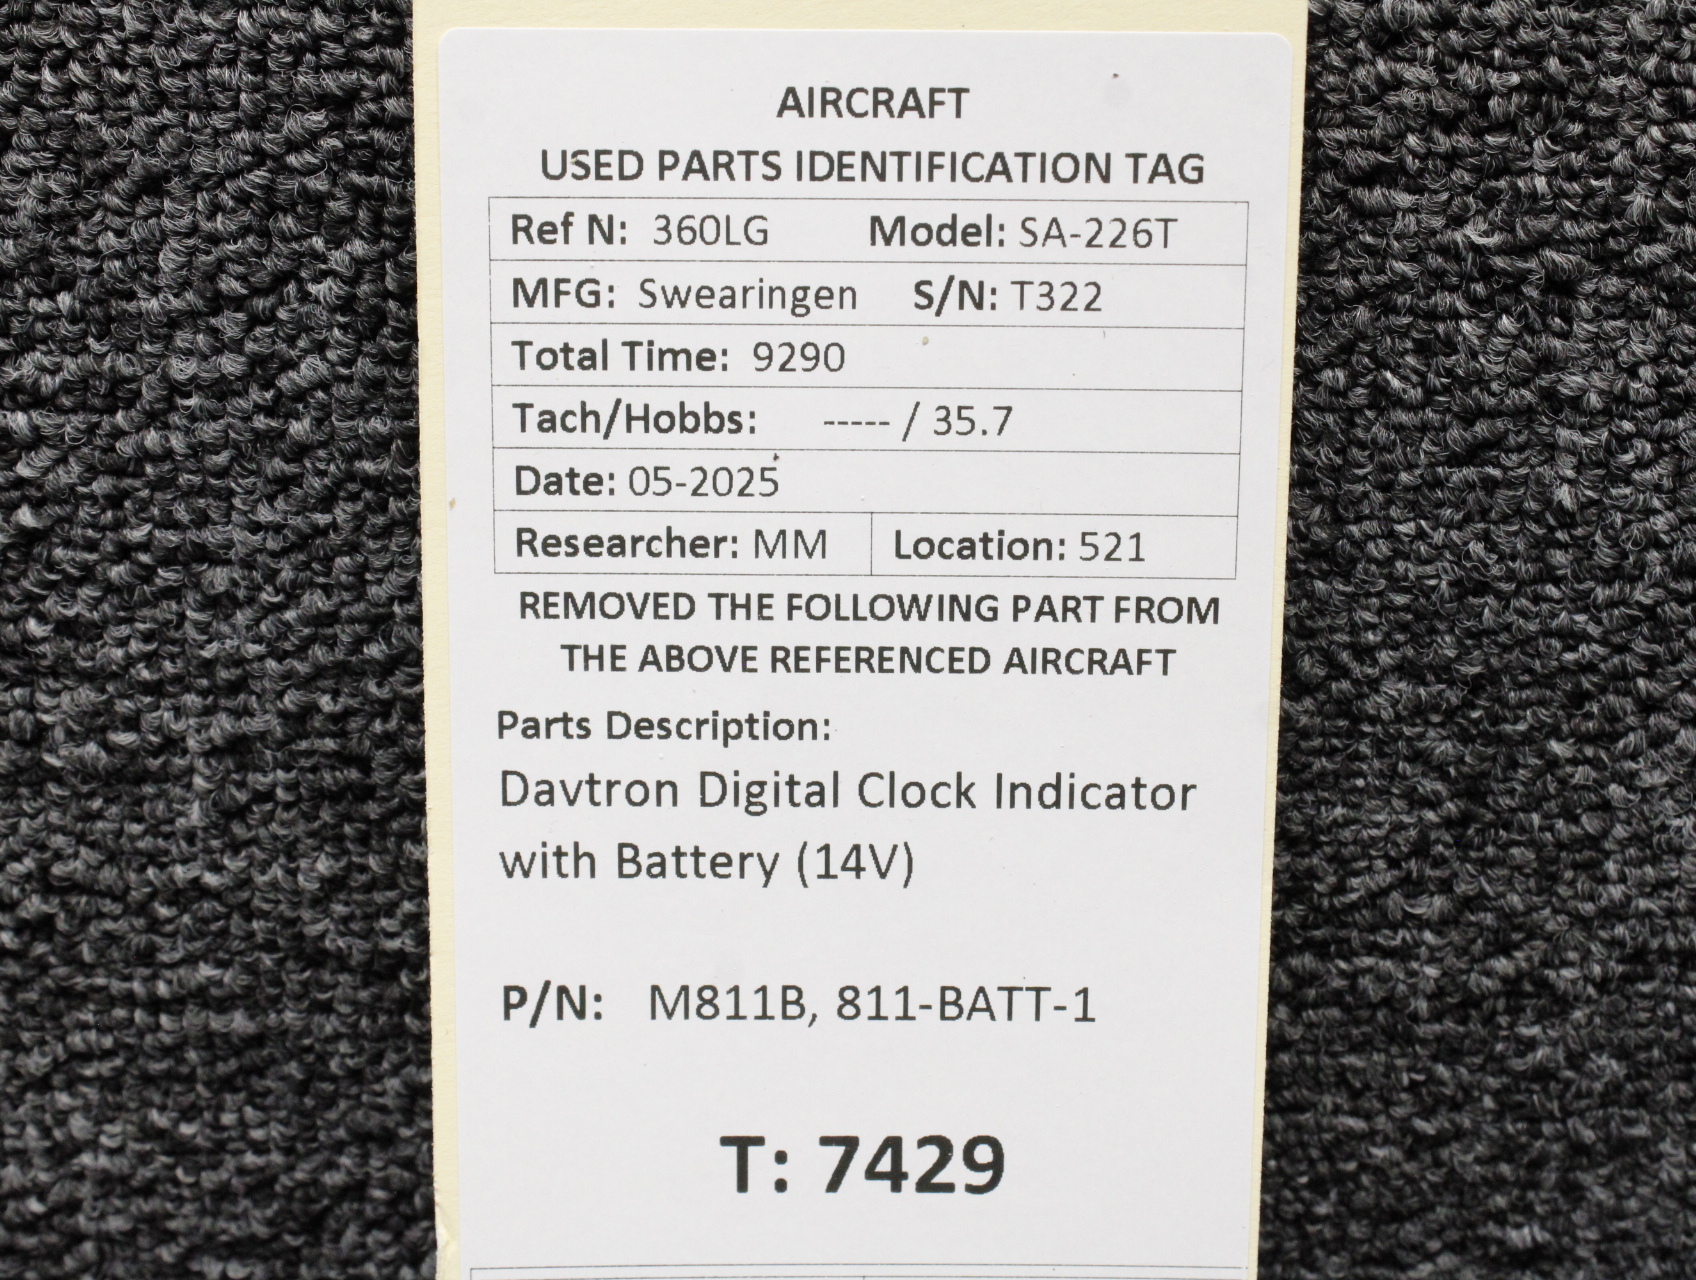 AIRCRAFT
USED PARTS IDENTIFICATION TAG
Ref N: 360LG Model: SA-226T
MFG: Swearingen S/N: T322
Total Time: 9290
Tach/Hobbs: ----- / 35.7
Date: 05-2025
Researcher: MM Location: 521
REMOVED THE FOLLOWING PART FROM
THE ABOVE REFERENCED AIRCRAFT
Parts Description:
Davtron Digital Clock Indicator
with Battery (14V)
P/N: M811B, 811-BATT-1
T: 7429